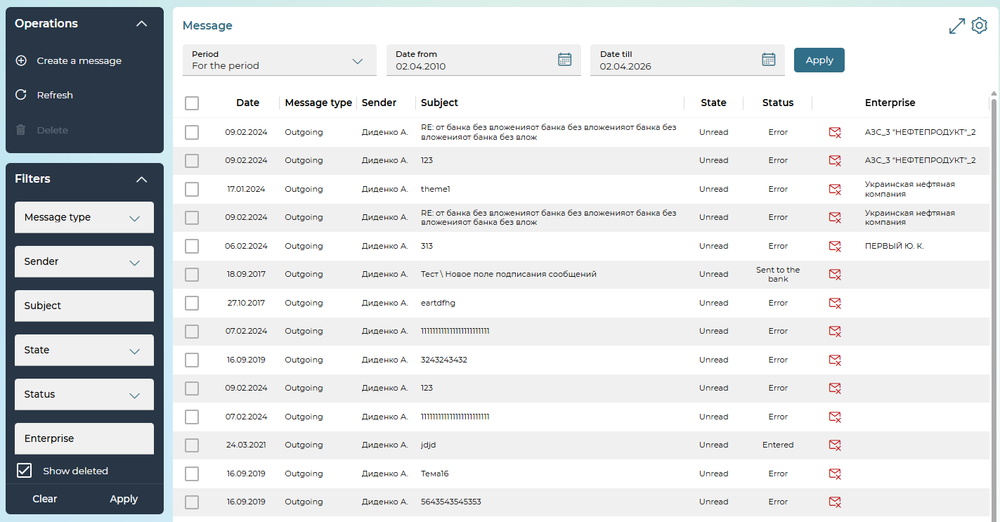 Operations
Create a message
Refresh
Delete
Filters
Message type
Sender
Subject
State
Status
Enterprise
Show deleted
Clear Apply
Message
Period
For the period
Date from
02.04.2010
Date till
02.04.2026
Apply
Date Message type Sender Subject State Status Enterprise
09.02.2024 Outgoing Диденко А. RE: от банка без вложенияот банка без вложенияот банка без вложенияот банка без влож Unread Error АЗС_3 "НЕФТЕПРОДУКТ"_2
09.02.2024 Outgoing Диденко А. 123 Unread Error АЗС_3 "НЕФТЕПРОДУКТ"_2
17.01.2024 Outgoing Диденко А. theme1 Unread Error Украинская нефтяная компания
09.02.2024 Outgoing Диденко А. RE: от банка без вложенияот банка без вложенияот банка без вложенияот банка без влож Unread Error Украинская нефтяная компания
06.02.2024 Outgoing Диденко А. 313 Unread Error ПЕРВЫЙ Ю. К.
18.09.2017 Outgoing Диденко А. Тест \ Новое поле подписания сообщений Unread Sent to the bank
27.10.2017 Outgoing Диденко А. eartdfhg Unread Error
07.02.2024 Outgoing Диденко А. Unread Error
16.09.2019 Outgoing Диденко А. 3243243432 Unread Error
09.02.2024 Outgoing Диденко А. 123 Unread Error
07.02.2024 Outgoing Диденко А. Unread Error
24.03.2021 Outgoing Диденко А. jdjd Unread Entered
16.09.2019 Outgoing Диденко А. Тема16 Unread Error
16.09.2019 Outgoing Диденко А. 5643543545353 Unread Error